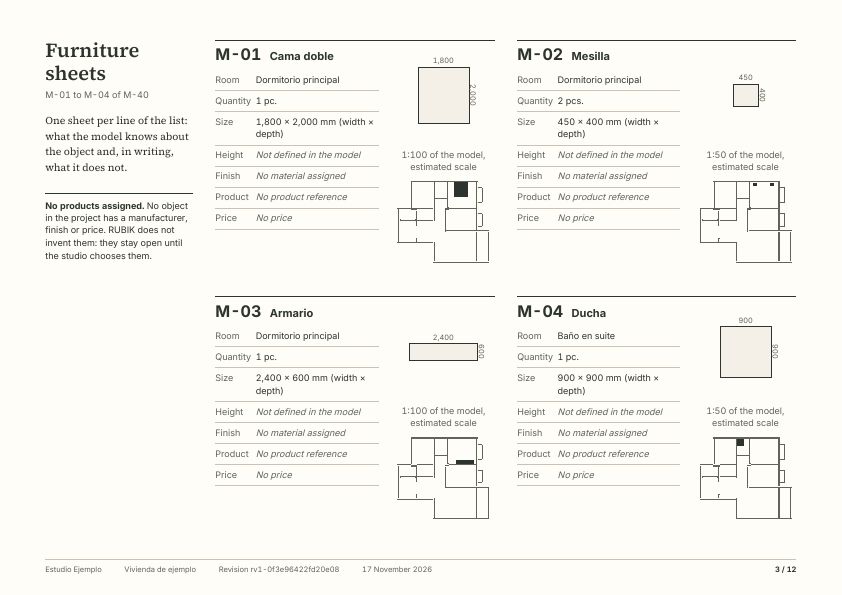 Furniture
sheets
M-01 to M-04 of M-40
One sheet per line of the list:
what the model knows about
the object and, in writing,
what it does not.
No products assigned. No object
in the project has a manufacturer,
finish or price. RUBIK does not
invent them: they stay open until
the studio chooses them.
M-01 Cama doble
Room Dormitorio principal
Quantity 1 pc.
Size 1,800 × 2,000 mm (width ×
depth)
Height Not defined in the model
Finish No material assigned
Product No product reference
Price No price
1,800
2,000
1:100 of the model,
estimated scale
M-02 Mesilla
Room Dormitorio principal
Quantity 2 pcs.
Size 450 × 400 mm (width ×
depth)
Height Not defined in the model
Finish No material assigned
Product No product reference
Price No price
450
400
1:50 of the model,
estimated scale
M-03 Armario
Room Dormitorio principal
Quantity 1 pc.
Size 2,400 × 600 mm (width ×
depth)
Height Not defined in the model
Finish No material assigned
Product No product reference
Price No price
2,400
600
1:100 of the model,
estimated scale
M-04 Ducha
Room Baño en suite
Quantity 1 pc.
Size 900 × 900 mm (width ×
depth)
Height Not defined in the model
Finish No material assigned
Product No product reference
Price No price
900
900
1:50 of the model,
estimated scale
Estudio Ejemplo Vivienda de ejemplo Revision rv1-0f3e96422fd20e08 17 November 2026 3 / 12